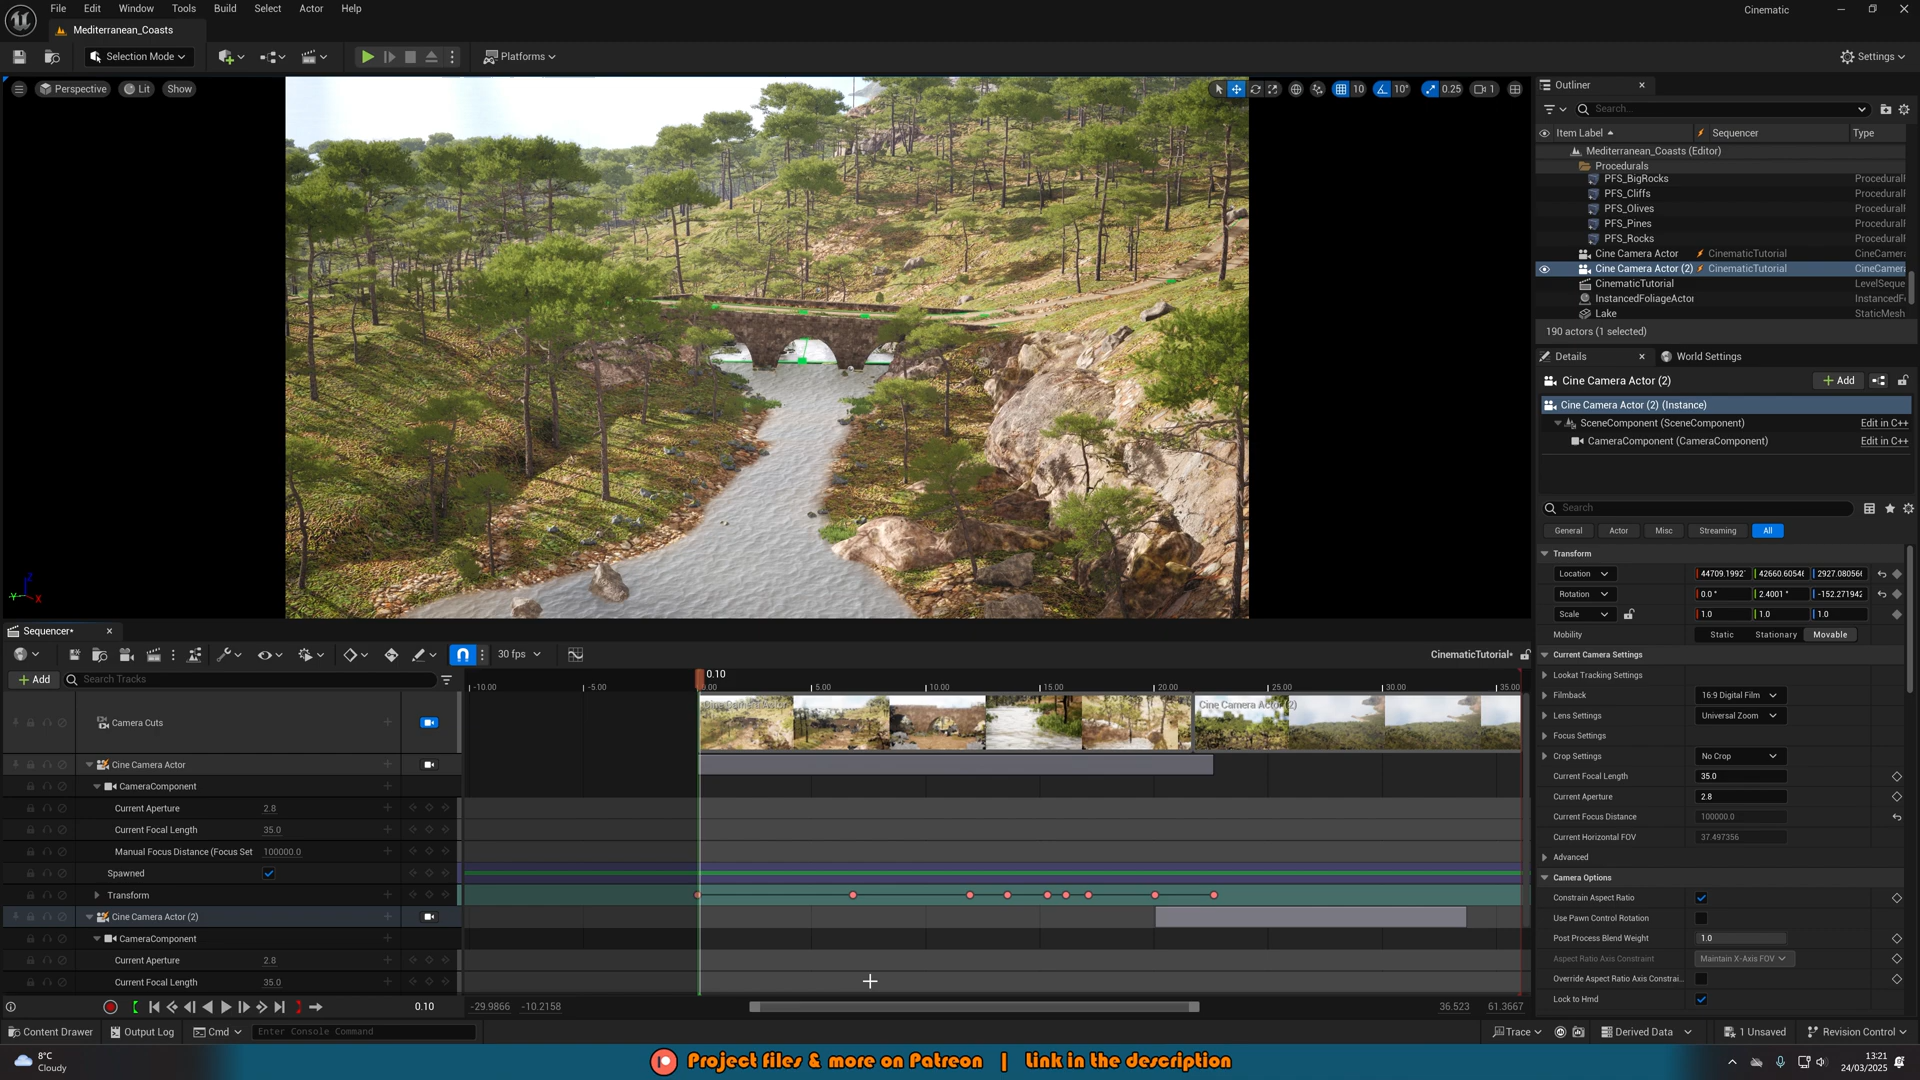 File Edit Window Tools Build Select Actor Help
Cinematic
Mediterranean_Coasts
Selection Mode
Platforms
Settings
Perspective Lit Show
10 10° 0.25 1
Outliner
Search...
Item Label Sequencer Type
Mediterranean_Coasts (Editor)
Procedurals
PFS_BigRocks
PFS_Cliffs
PFS_Olives
PFS_Pines
PFS_Rocks
Cine Camera Actor CinematicTutorial
Cine Camera Actor (2) CinematicTutorial
CinematicTutorial
InstancedFoliageActor
Lake
190 actors (1 selected)
Details World Settings
Cine Camera Actor (2) Add
Cine Camera Actor (2) (Instance)
SceneComponent (SceneComponent) Edit in C++
CameraComponent (CameraComponent) Edit in C++
Search
General Actor Misc Streaming All
Transform
Location
Rotation 0.0 ° 2.4001 °
Scale 1.0 1.0 1.0
Mobility Static Stationary Movable
Current Camera Settings
Lookat Tracking Settings
Filmback 16:9 Digital Film
Lens Settings Universal Zoom
Focus Settings
Crop Settings No Crop
Current Focal Length 35.0
Current Aperture 2.8
Current Focus Distance 100000.0
Current Horizontal FOV 37.497356
Advanced
Camera Options
Constrain Aspect Ratio
Use Pawn Control Rotation
Post Process Blend Weight 1.0
Aspect Ratio Axis Constraint Maintain X-Axis FOV
Override Aspect Ratio Axis Constrai...
Lock to Hmd
Sequencer*
30 fps
CinematicTutorial*
Add Search Tracks
0.10
-10.00 -5.00 5.00 10.00 15.00 20.00 25.00 30.00 35.00
Camera Cuts
Cine Camera Actor (2)
Cine Camera Actor
CameraComponent
Current Aperture 2.8
Current Focal Length 35.0
Manual Focus Distance (Focus Set 100000.0
Spawned
Transform
Cine Camera Actor (2)
CameraComponent
Current Aperture 2.8
Current Focal Length 35.0
0.10 -29.9866 -10.2158 36.523 61.3667
Content Drawer Output Log Cmd Enter Console Command
Trace Derived Data 1 Unsaved Revision Control
8°C
Cloudy
Project files & more on Patreon | Link in the description
13:21
24/03/2025